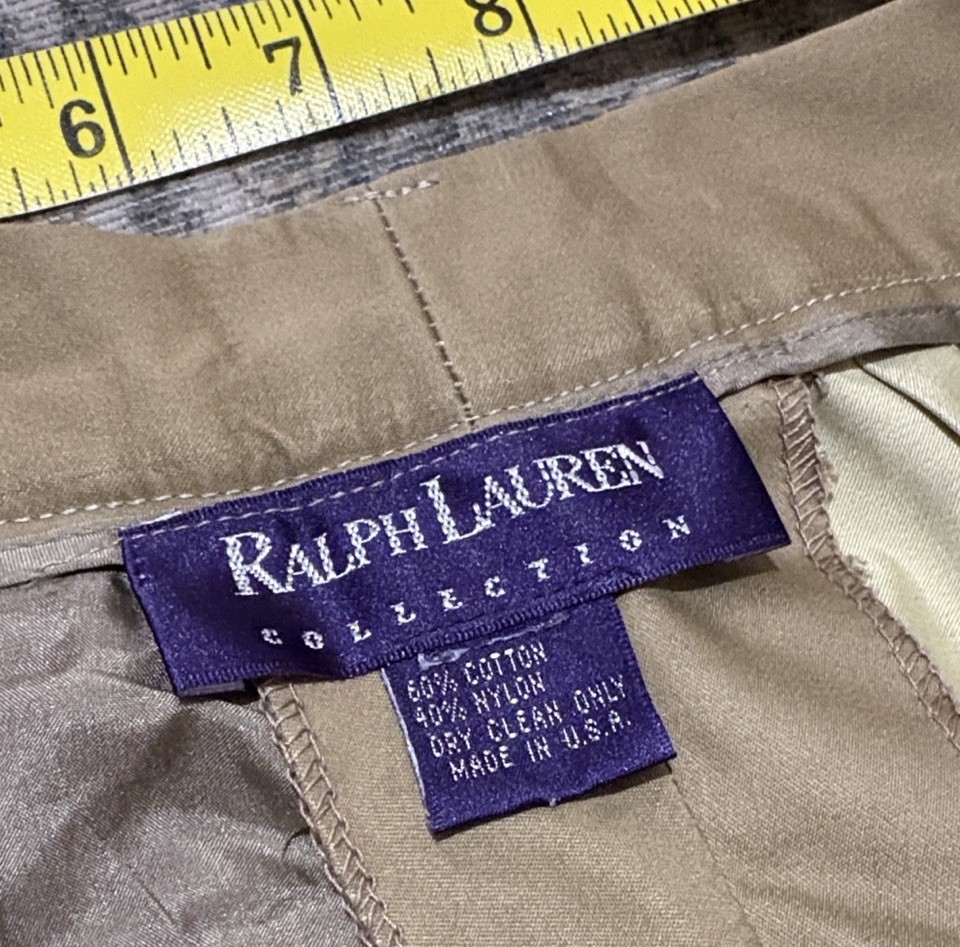 6 7 8
RALPH LAUREN
COLLECTION
60% COTTON
40% NYLON
DRY CLEAN ONLY
MADE IN U.S.A.